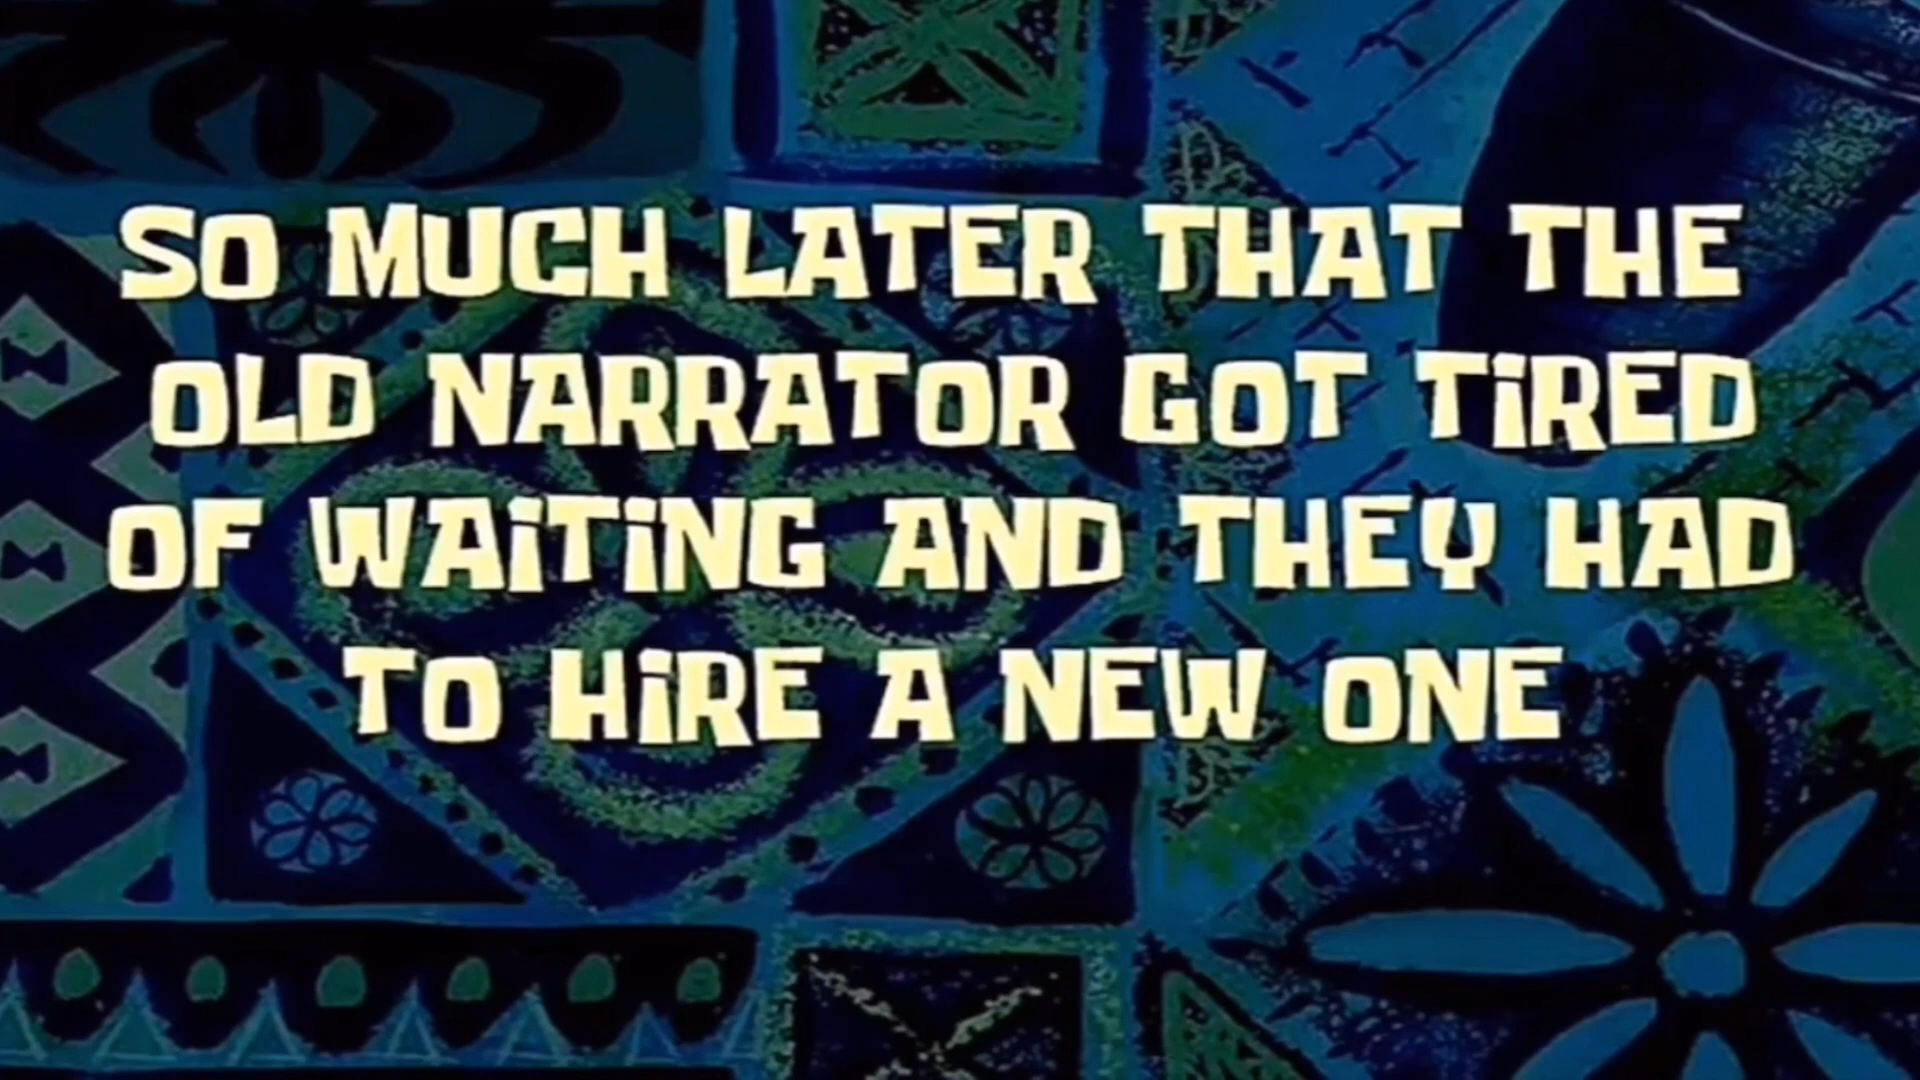 SO MUCH LATER THAT THE
OLD NARRATOR GOT TiRED
OF WAiTiNG AND THEY HAD
TO HiRE A NEW ONE